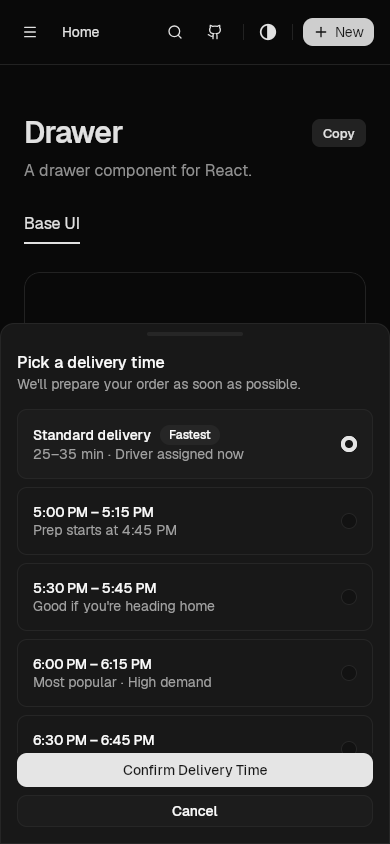 Home
New
Drawer
Copy
A drawer component for React.
Base UI
Pick a delivery time
We'll prepare your order as soon as possible.
Standard delivery Fastest
25–35 min · Driver assigned now
5:00 PM – 5:15 PM
Prep starts at 4:45 PM
5:30 PM – 5:45 PM
Good if you're heading home
6:00 PM – 6:15 PM
Most popular · High demand
6:30 PM – 6:45 PM
Confirm Delivery Time
Cancel